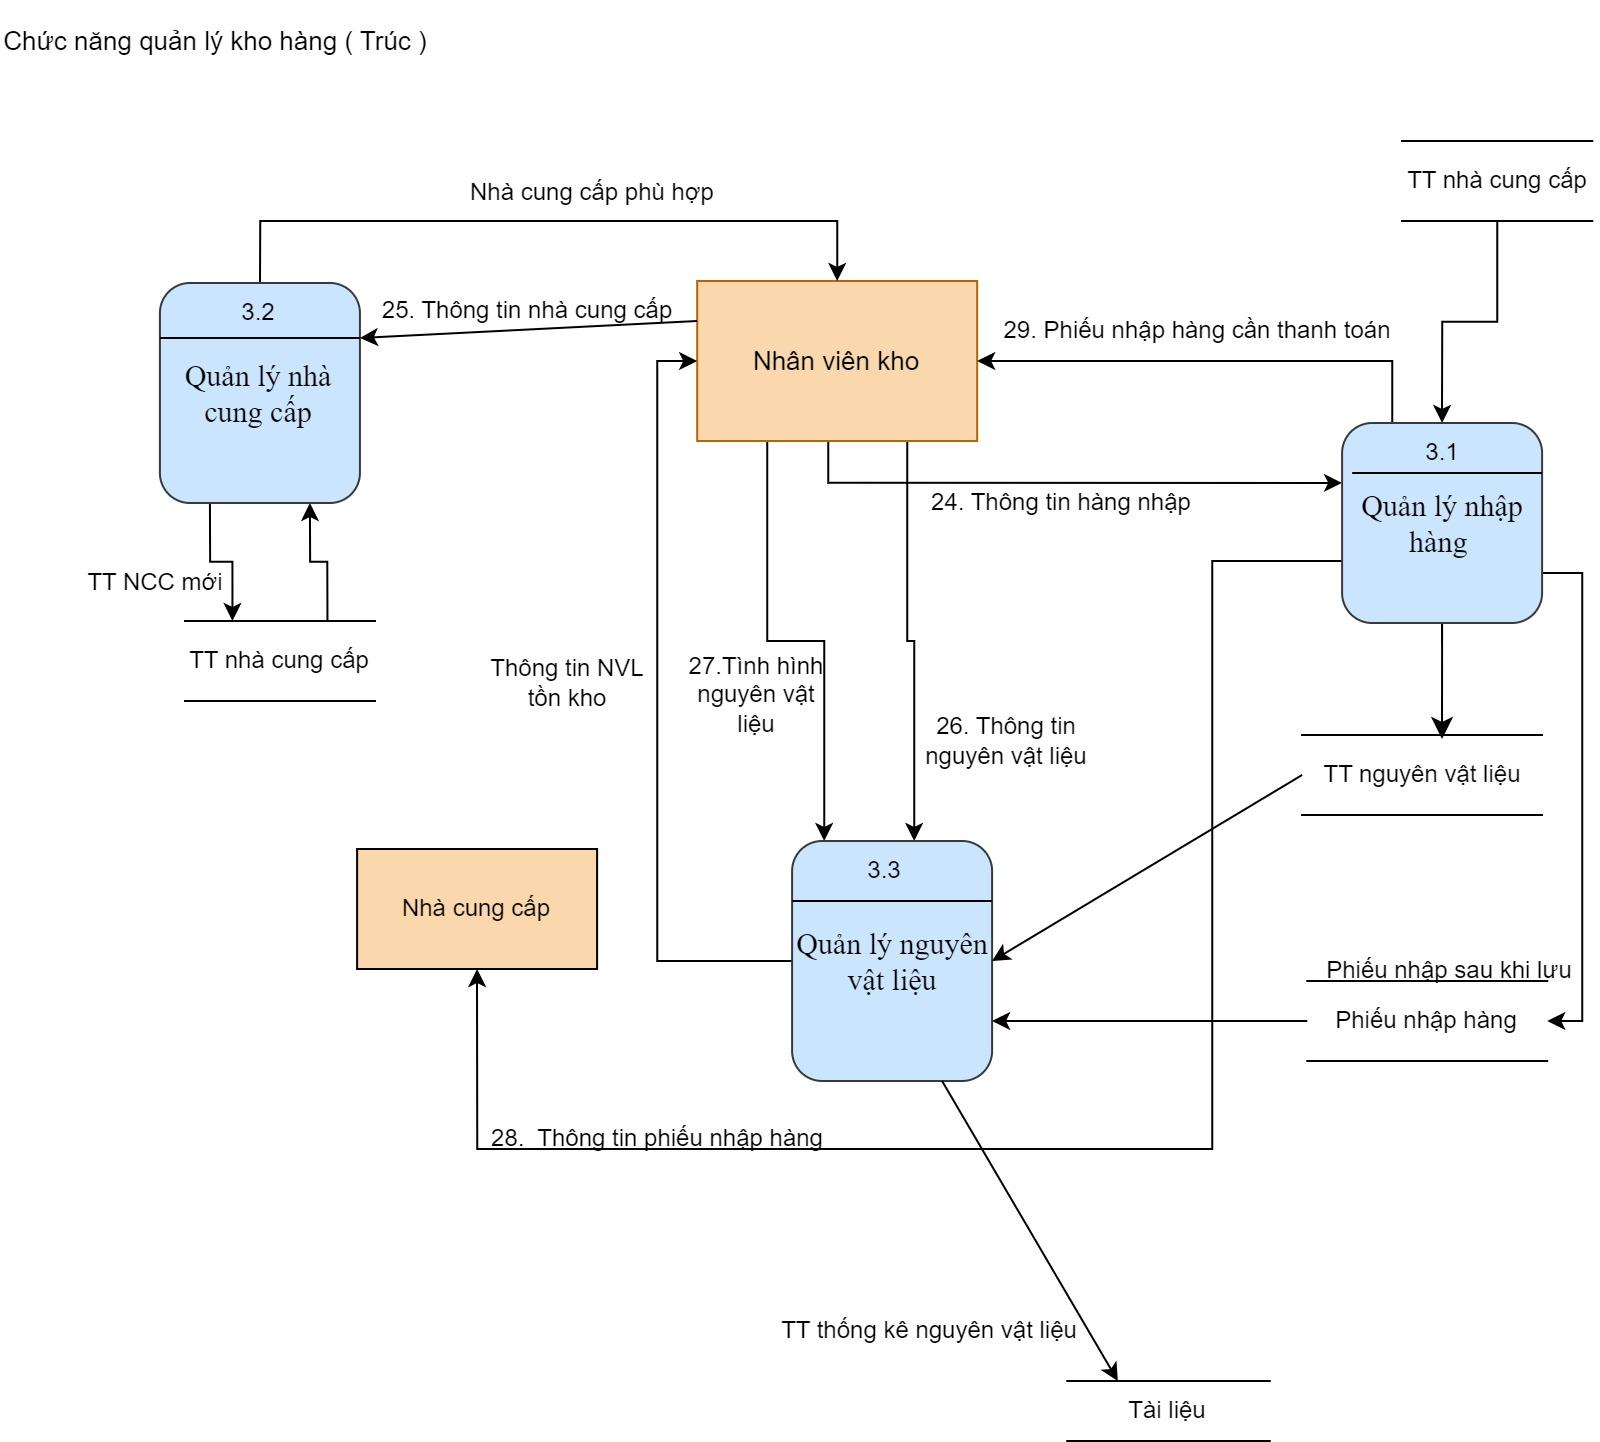 Chức năng quản lý kho hàng ( Trúc )
TT nhà cung cấp
Nhà cung cấp phù hợp
3.2
Quản lý nhà
cung cấp
25. Thông tin nhà cung cấp
Nhân viên kho
29. Phiếu nhập hàng cần thanh toán
3.1
Quản lý nhập
hàng
24. Thông tin hàng nhập
TT NCC mới
TT nhà cung cấp
Thông tin NVL
tồn kho
27.Tình hình
nguyên vật
liệu
26. Thông tin
nguyên vật liệu
TT nguyên vật liệu
3.3
Quản lý nguyên
vật liệu
Nhà cung cấp
Phiếu nhập sau khi lưu
Phiếu nhập hàng
28.  Thông tin phiếu nhập hàng
TT thống kê nguyên vật liệu
Tài liệu